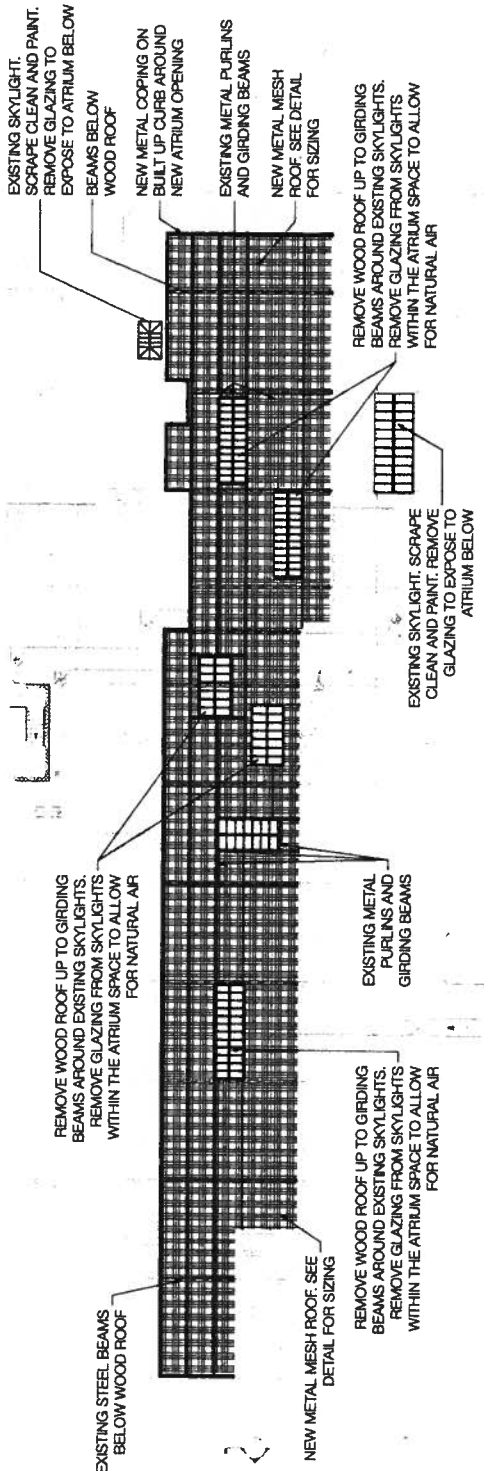 EXISTING STEEL BEAMS
BELOW WOOD ROOF
REMOVE WOOD ROOF UP TO GIRDING
BEAMS AROUND EXISTING SKYLIGHTS.
REMOVE GLAZING FROM SKYLIGHTS
WITHIN THE ATRIUM SPACE TO ALLOW
FOR NATURAL AIR
EXISTING SKYLIGHT.
SCRAPE CLEAN AND PAINT.
REMOVE GLAZING TO
EXPOSE TO ATRIUM BELOW
BEAMS BELOW
WOOD ROOF
NEW METAL COPING ON
BUILT UP CURB AROUND
NEW ATRIUM OPENING
EXISTING METAL PURLINS
AND GIRDING BEAMS
NEW METAL MESH
ROOF. SEE DETAIL
FOR SIZING
REMOVE WOOD ROOF UP TO GIRDING
BEAMS AROUND EXISTING SKYLIGHTS.
REMOVE GLAZING FROM SKYLIGHTS
WITHIN THE ATRIUM SPACE TO ALLOW
FOR NATURAL AIR
NEW METAL MESH ROOF. SEE
DETAIL FOR SIZING
REMOVE WOOD ROOF UP TO GIRDING
BEAMS AROUND EXISTING SKYLIGHTS.
REMOVE GLAZING FROM SKYLIGHTS
WITHIN THE ATRIUM SPACE TO ALLOW
FOR NATURAL AIR
EXISTING METAL
PURLINS AND
GIRDING BEAMS
EXISTING SKYLIGHT. SCRAPE
CLEAN AND PAINT. REMOVE
GLAZING TO EXPOSE TO
ATRIUM BELOW